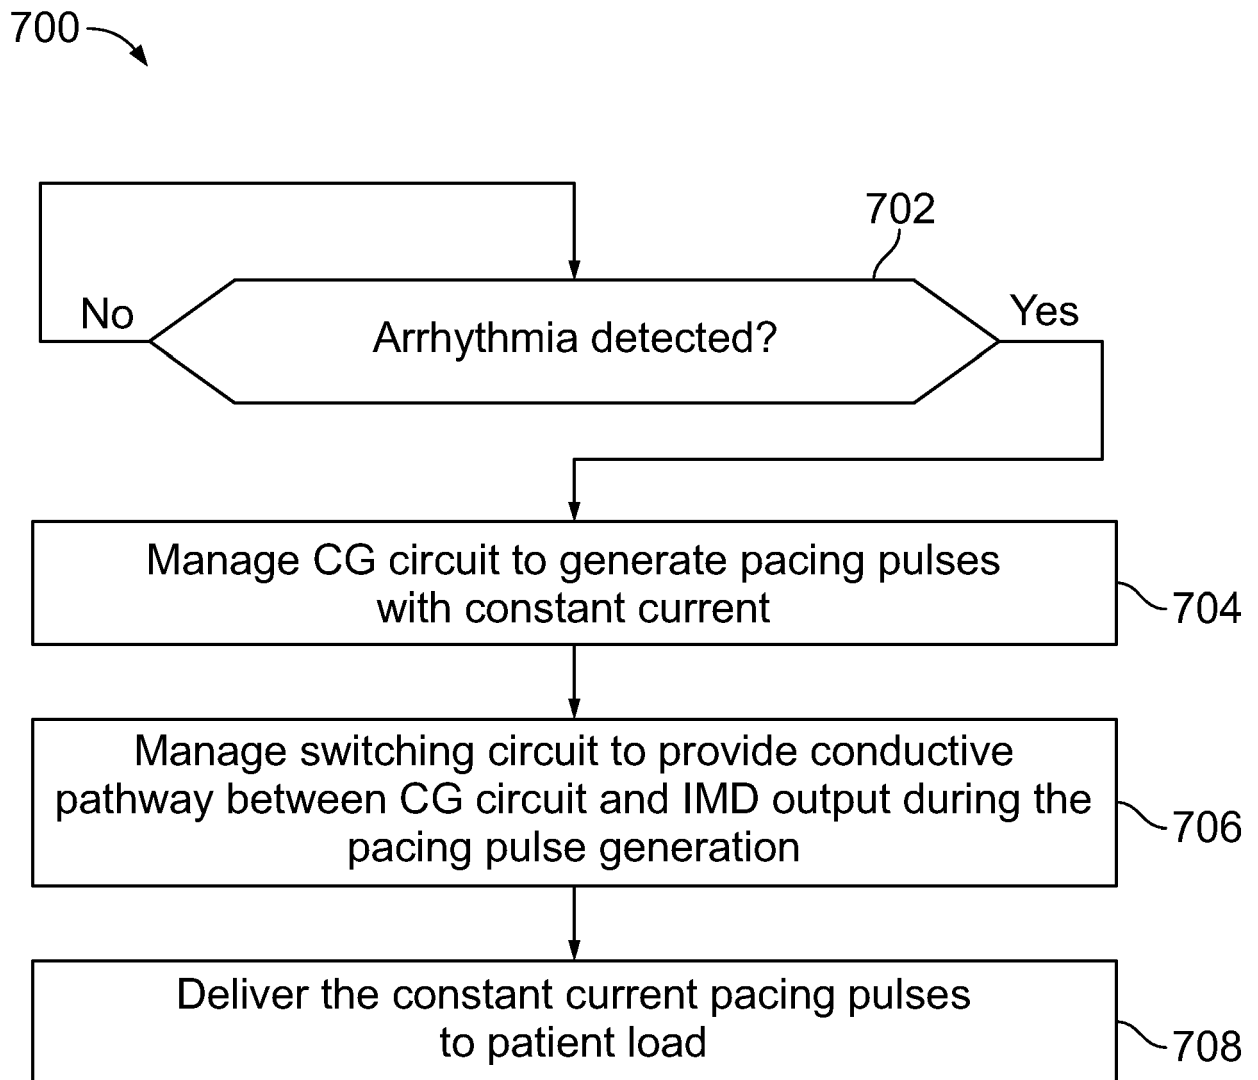 700
702
No
Yes
Arrhythmia detected?
Manage CG circuit to generate pacing pulses
with constant current
704
Manage switching circuit to provide conductive
pathway between CG circuit and IMD output during the
pacing pulse generation
706
Deliver the constant current pacing pulses
to patient load
708